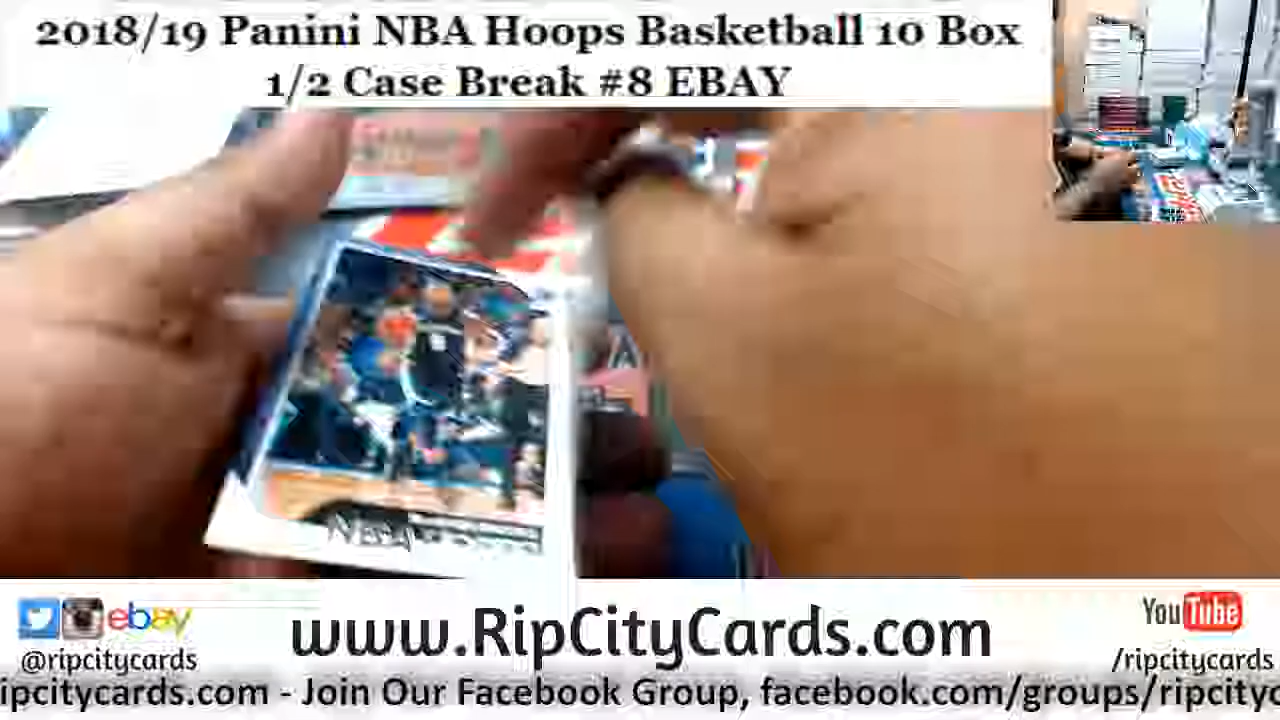 2018/19 Panini NBA Hoops Basketball 10 Box
1/2 Case Break #8 EBAY
ebay
www.RipCityCards.com
YouTube
@ripcitycards
/ripcitycards
ipcitycards.com - Join Our Facebook Group, facebook.com/groups/ripcityc